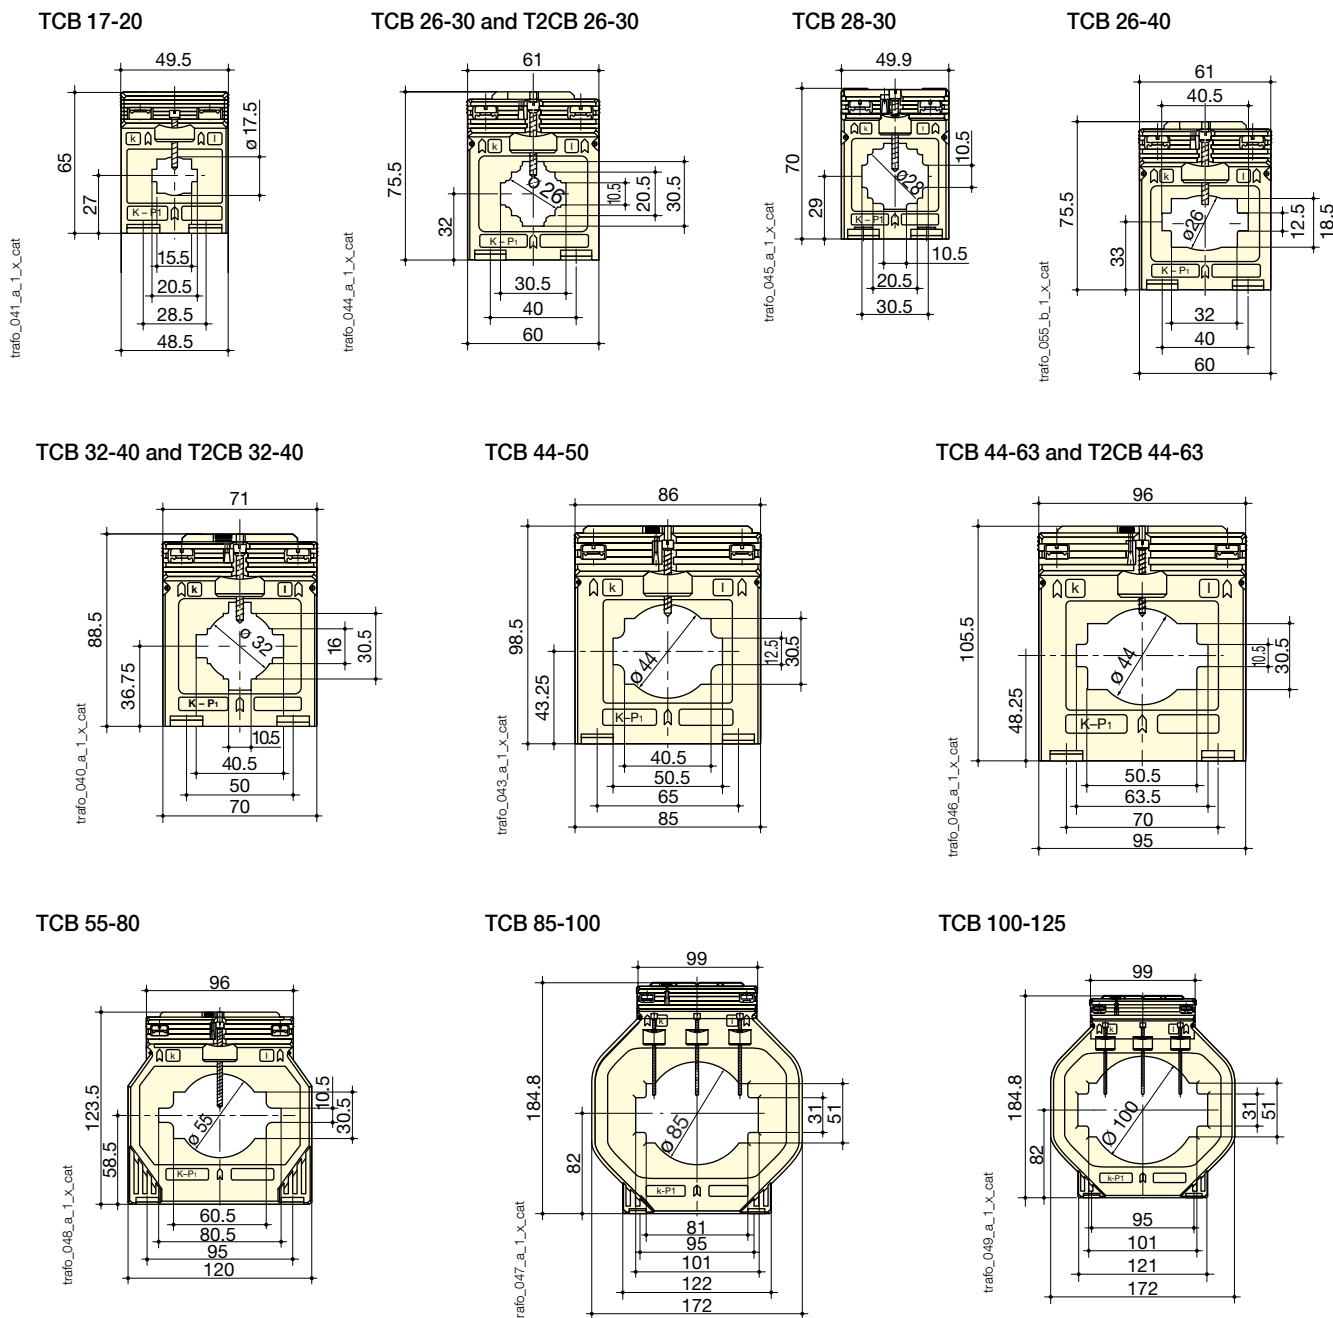 TCB 17-20
49.5
ø 17.5
65
27
k
l
K – P1
15.5
20.5
28.5
48.5
trafo_041_a_1_x_cat
TCB 26-30 and T2CB 26-30
61
75.5
32
k
l
ø 26
10.5
20.5
30.5
K – P1
30.5
40
60
trafo_044_a_1_x_cat
TCB 28-30
49.9
70
29
k
l
ø28
10.5
K – P1
10.5
20.5
30.5
trafo_045_a_1_x_cat
TCB 26-40
61
40.5
75.5
33
k
l
ø26
12.5
18.5
K – P1
32
40
60
trafo_055_b_1_x_cat
TCB 32-40 and T2CB 32-40
71
88.5
36.75
k
l
ø 32
16
30.5
K – P1
10.5
40.5
50
70
trafo_040_a_1_x_cat
TCB 44-50
86
98.5
43.25
k
l
ø 44
12.5
30.5
K–P1
40.5
50.5
65
85
trafo_043_a_1_x_cat
TCB 44-63 and T2CB 44-63
96
105.5
48.25
k
l
ø 44
10.5
30.5
K–P1
50.5
63.5
70
95
trafo_046_a_1_x_cat
TCB 55-80
96
123.5
58.5
k
l
ø 55
10.5
30.5
K–P1
60.5
80.5
95
120
trafo_048_a_1_x_cat
TCB 85-100
99
184.8
82
k
l
ø 85
31
51
k-P1
81
95
101
122
172
trafo_047_a_1_x_cat
TCB 100-125
99
184.8
82
k
l
Ø 100
31
51
k-P1
95
101
121
172
trafo_049_a_1_x_cat